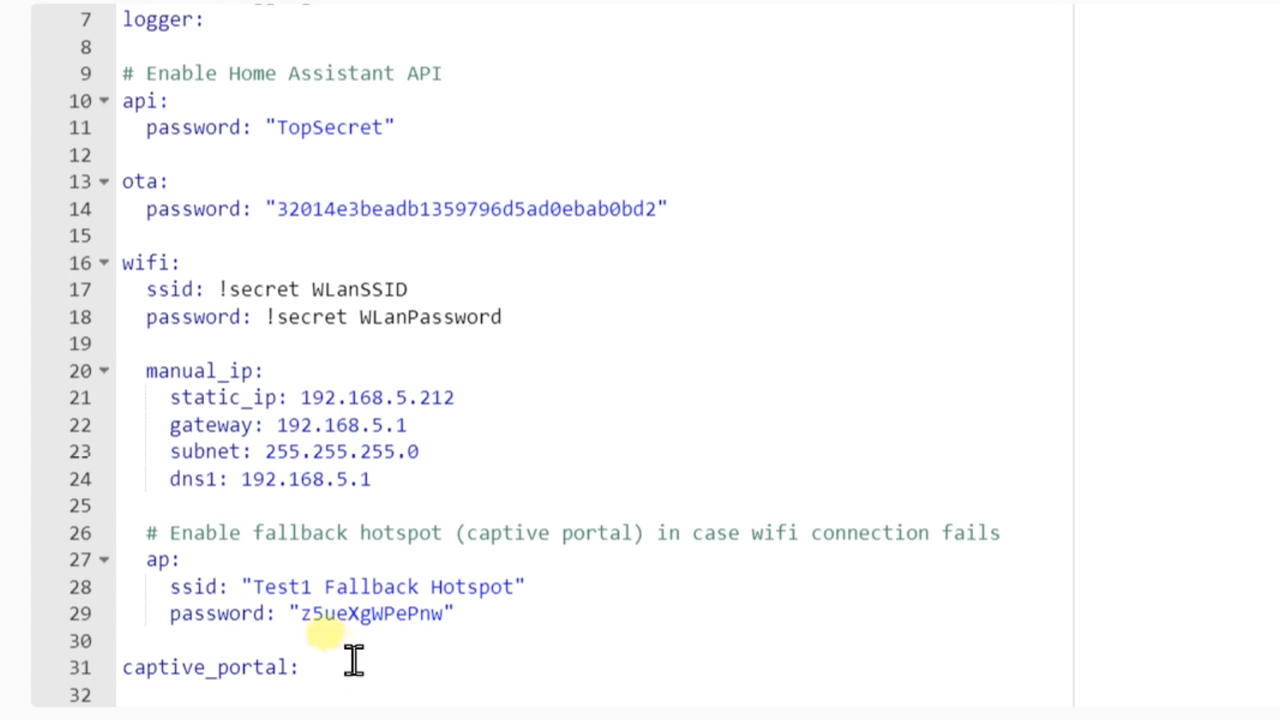 7 logger:
8
9 # Enable Home Assistant API
10 api:
11 password: "TopSecret"
12
13 ota:
14 password: "32014e3beadb1359796d5ad0ebab0bd2"
15
16 wifi:
17 ssid: !secret WLanSSID
18 password: !secret WLanPassword
19
20 manual_ip:
21 static_ip: 192.168.5.212
22 gateway: 192.168.5.1
23 subnet: 255.255.255.0
24 dns1: 192.168.5.1
25
26 # Enable fallback hotspot (captive portal) in case wifi connection fails
27 ap:
28 ssid: "Test1 Fallback Hotspot"
29 password: "z5ueXgWPePnw"
30
31 captive_portal:
32